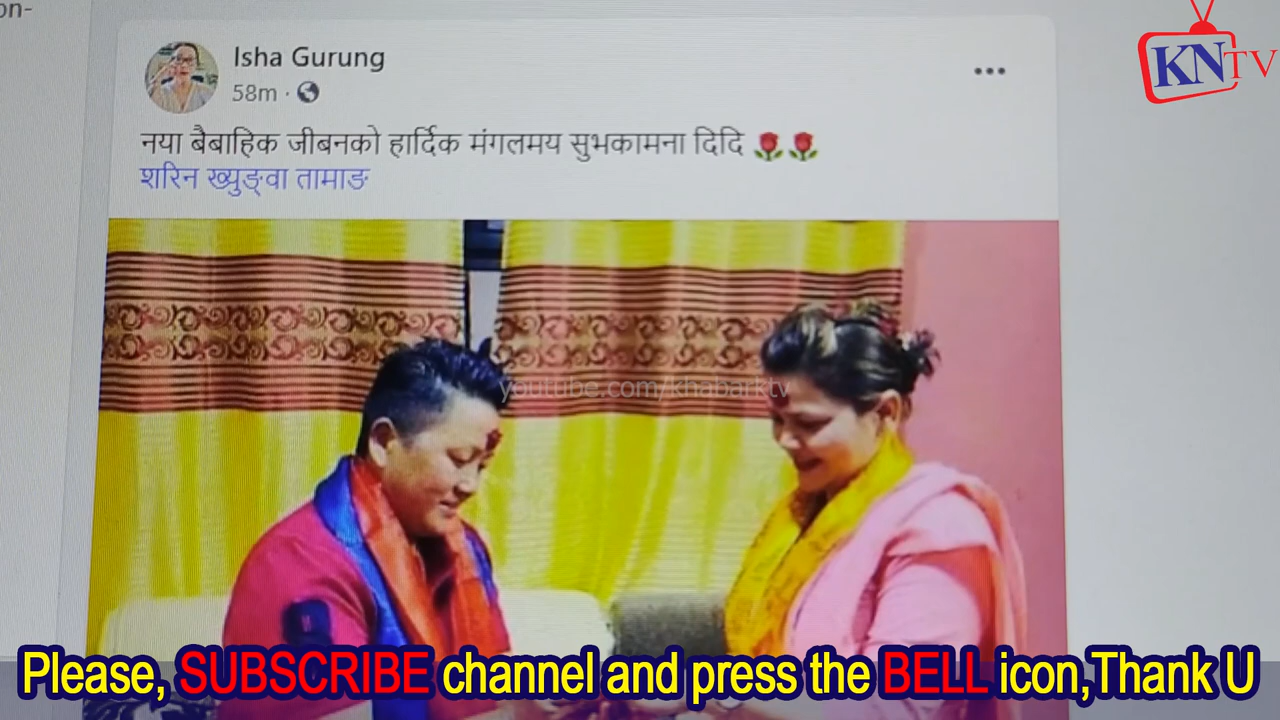 on-
Isha Gurung
58m ·
नया बैबाहिक जीबनको हार्दिक मंगलमय सुभकामना दिदि 🌹🌹
शरिन ख्युङ्वा तामाङ
KNTV
youtube.com/khabarktv
Please, SUBSCRIBE channel and press the BELL icon,Thank U